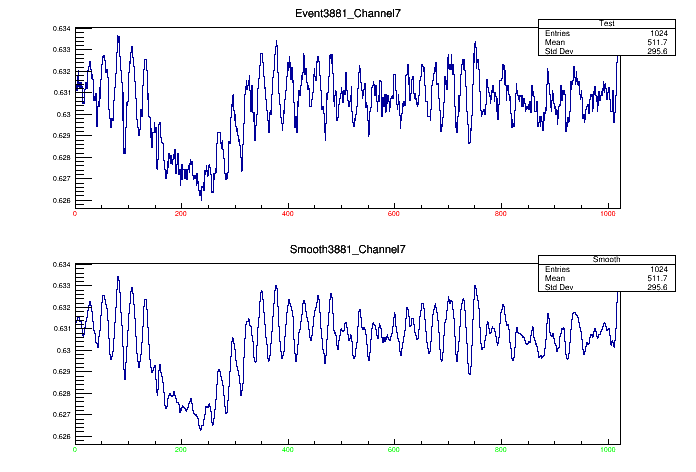 Event3881_Channel7
Test
Entries 1024
Mean 511.7
Std Dev 295.6
0.634
0.633
0.632
0.631
0.63
0.629
0.628
0.627
0.626
0 200 400 600 800 1000
Smooth3881_Channel7
Smooth
Entries 1024
Mean 511.7
Std Dev 295.6
0.634
0.633
0.632
0.631
0.63
0.629
0.628
0.627
0.626
0 200 400 600 800 1000